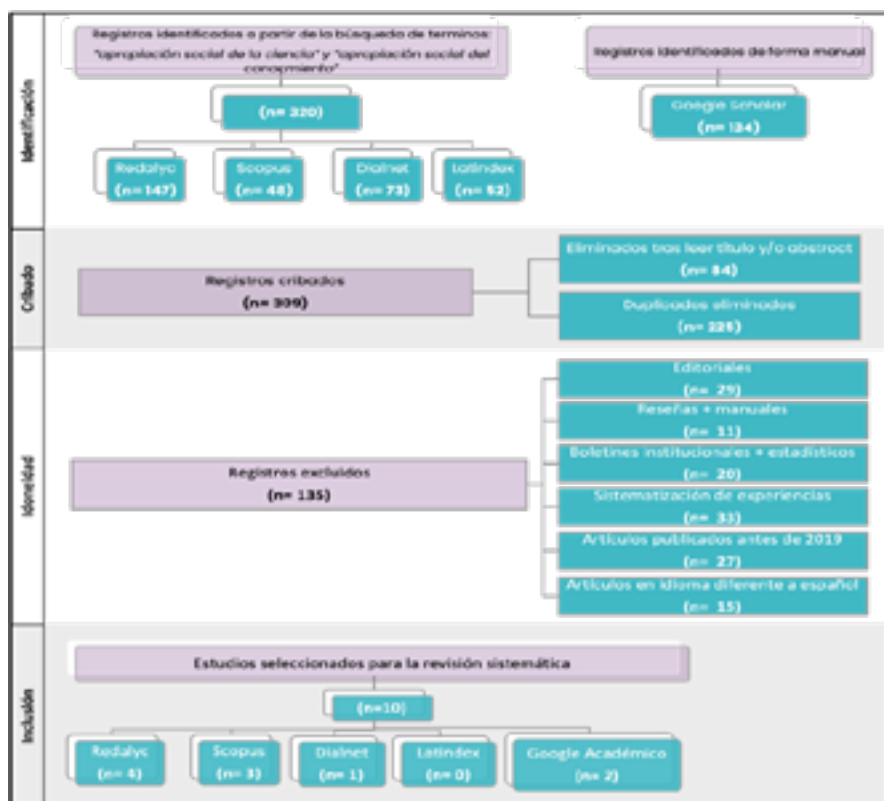 Identificación
Registros identificados a partir de la búsqueda de terminos:
"apropiación social de la ciencia" y "apropiación social del
conocimiento"
(n= 320)
Redalyc
(n= 147)
Scopus
(n= 48)
Dialnet
(n= 73)
Latindex
(n= 52)
Registros identificados de forma manual
Google Scholar
(n= 134)
Cribado
Registros cribados
(n= 309)
Eliminados tras leer título y/o abstract
(n= 84)
Duplicados eliminados
(n= 225)
Idoneidad
Registros excluidos
(n= 135)
Editoriales
(n= 29)
Reseñas + manuales
(n= 11)
Boletines institucionales + estadísticos
(n= 20)
Sistematización de experiencias
(n= 33)
Artículos publicados antes de 2019
(n= 27)
Artículos en idioma diferente a español
(n= 15)
Inclusión
Estudios seleccionados para la revisión sistemática
(n=10)
Redalyc
(n= 4)
Scopus
(n= 3)
Dialnet
(n= 1)
Latindex
(n= 0)
Google Académico
(n= 2)